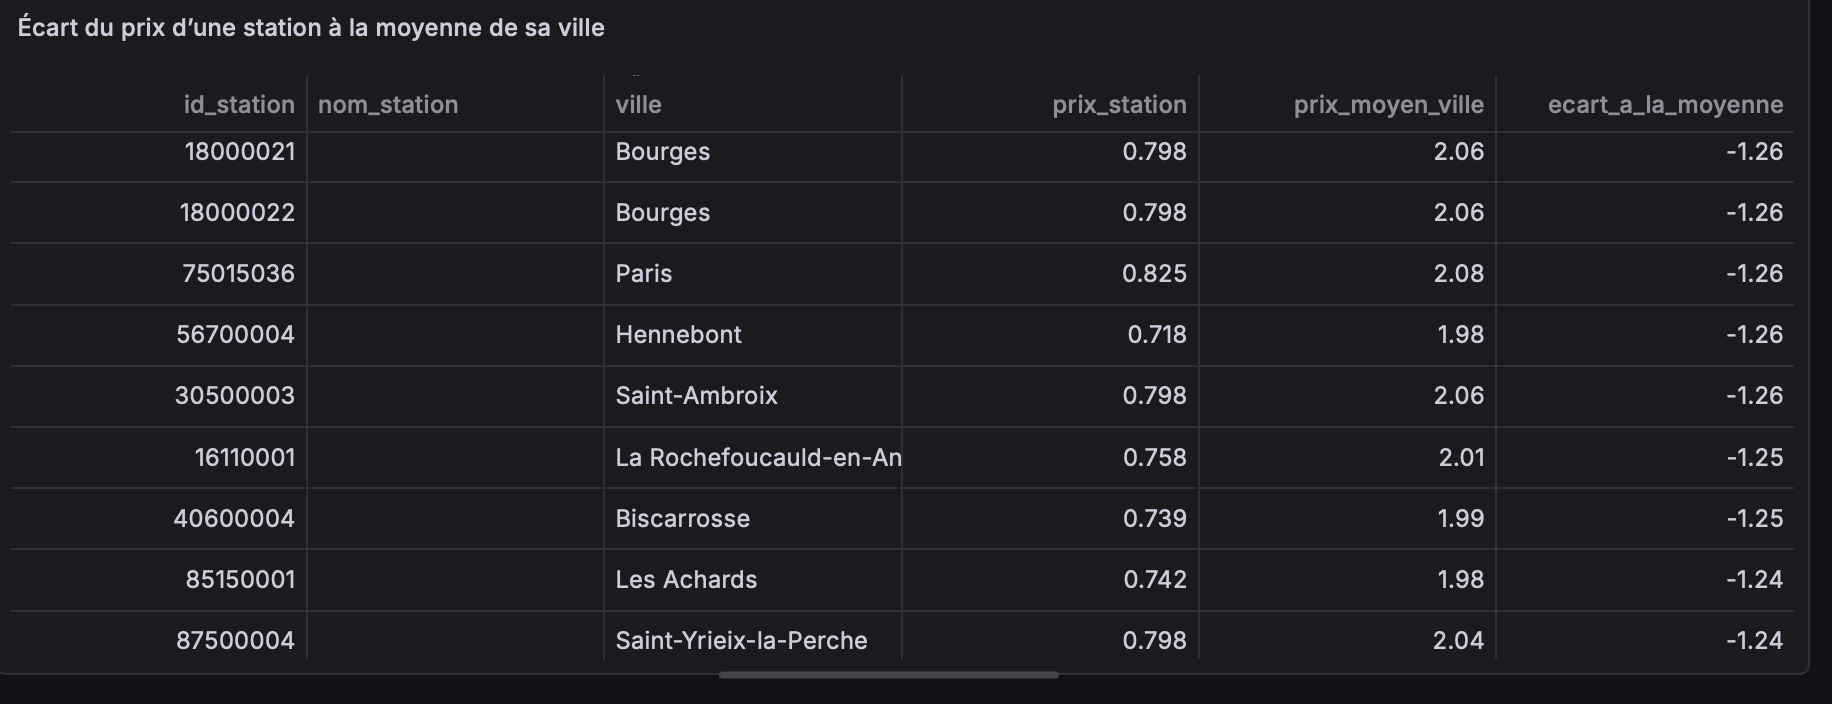 Écart du prix d’une station à la moyenne de sa ville
id_station nom_station ville prix_station prix_moyen_ville ecart_a_la_moyenne
18000021 Bourges 0.798 2.06 -1.26
18000022 Bourges 0.798 2.06 -1.26
75015036 Paris 0.825 2.08 -1.26
56700004 Hennebont 0.718 1.98 -1.26
30500003 Saint-Ambroix 0.798 2.06 -1.26
16110001 La Rochefoucauld-en-An 0.758 2.01 -1.25
40600004 Biscarrosse 0.739 1.99 -1.25
85150001 Les Achards 0.742 1.98 -1.24
87500004 Saint-Yrieix-la-Perche 0.798 2.04 -1.24